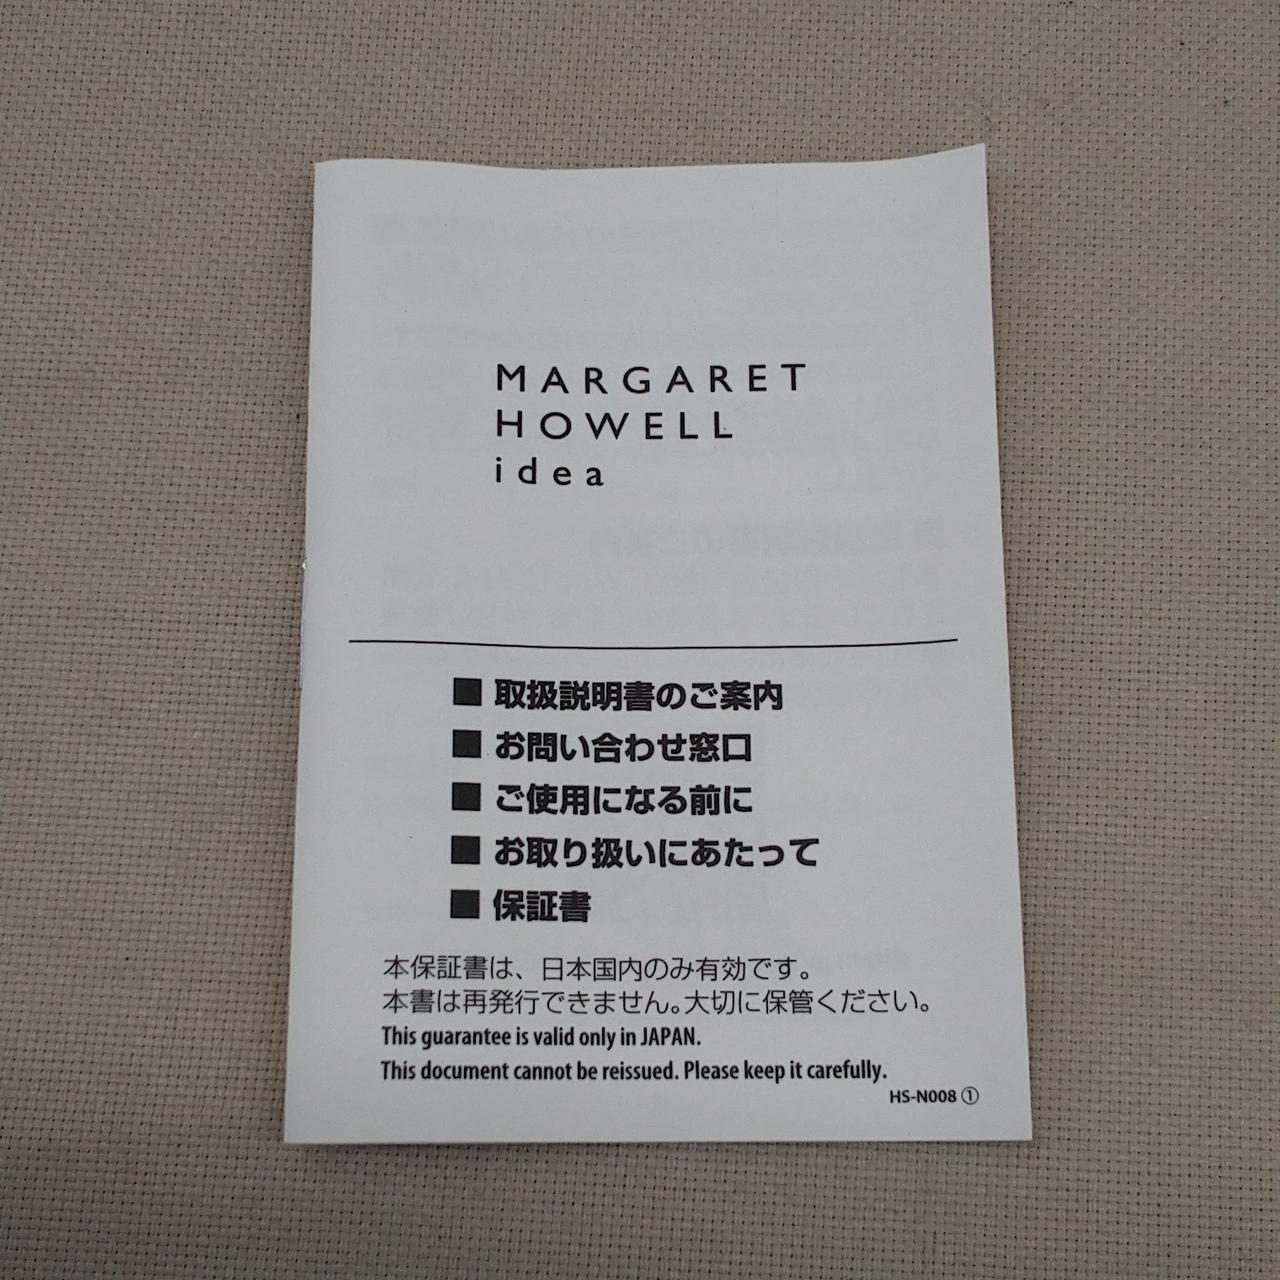 MARGARET
HOWELL
idea
■ 取扱説明書のご案内
■ お問い合わせ窓口
■ ご使用になる前に
■ お取り扱いにあたって
■ 保証書
本保証書は、日本国内のみ有効です。
本書は再発行できません。大切に保管ください。
This guarantee is valid only in JAPAN.
This document cannot be reissued. Please keep it carefully.
HS-N008 ①